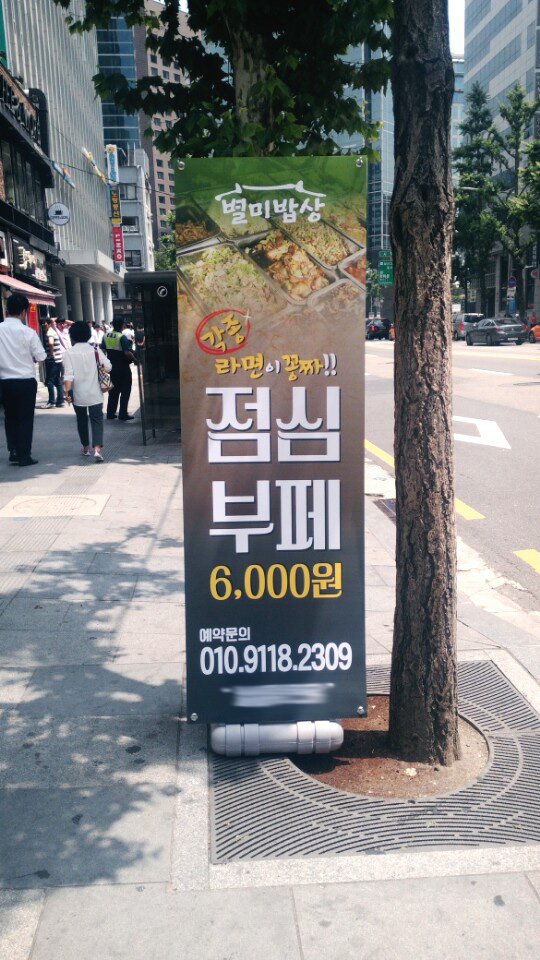 별미밥상
각종
라면이 꽁짜!!
점심
부페
6,000원
예약문의
010.9118.2309